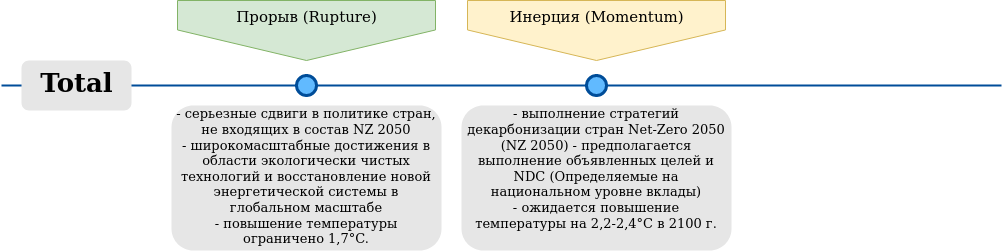 Прорыв (Rupture)
Инерция (Momentum)
Total
- серьезные сдвиги в политике стран,
не входящих в состав NZ 2050
- широкомасштабные достижения в
области экологически чистых
технологий и восстановление новой
энергетической системы в
глобальном масштабе
- повышение температуры
ограничено 1,7°C.
- выполнение стратегий
декарбонизации стран Net-Zero 2050
(NZ 2050) - предполагается
выполнение объявленных целей и
NDC (Определяемые на
национальном уровне вклады)
- ожидается повышение
температуры на 2,2-2,4°C в 2100 г.